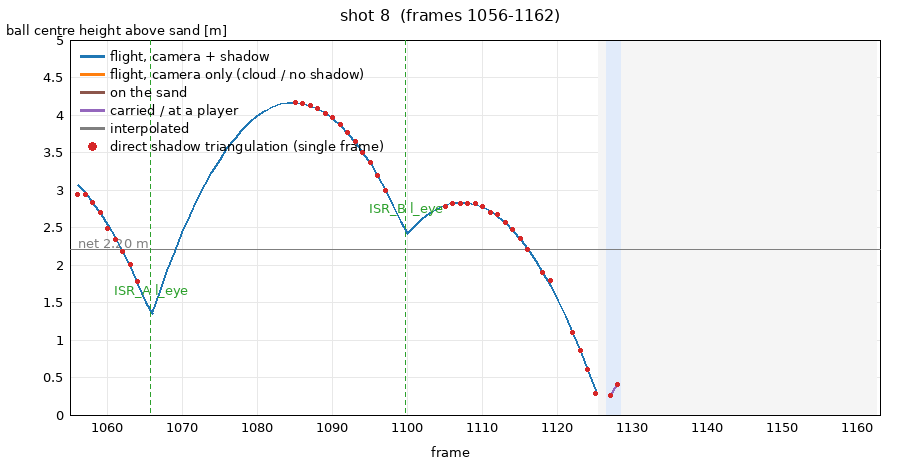 shot 8  (frames 1056-1162)
ball centre height above sand [m]
5
4.5
4
3.5
3
2.5
2
1.5
1
0.5
0
flight, camera + shadow
flight, camera only (cloud / no shadow)
on the sand
carried / at a player
interpolated
direct shadow triangulation (single frame)
ISR_B l_eye
net 2.20 m
ISR_A l_eye
1060 1070 1080 1090 1100 1110 1120 1130 1140 1150 1160
frame